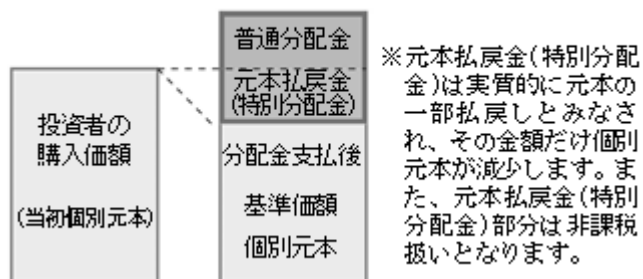 普通分配金
元本払戻金
(特別分配金)
投資者の
購入価額
(当初個別元本)
分配金支払後
基準価額
個別元本
※元本払戻金(特別分配
金)は実質的に元本の
一部払戻しとみなさ
れ、その金額だけ個別
元本が減少します。ま
た、元本払戻金(特別
分配金)部分は非課税
扱いとなります。